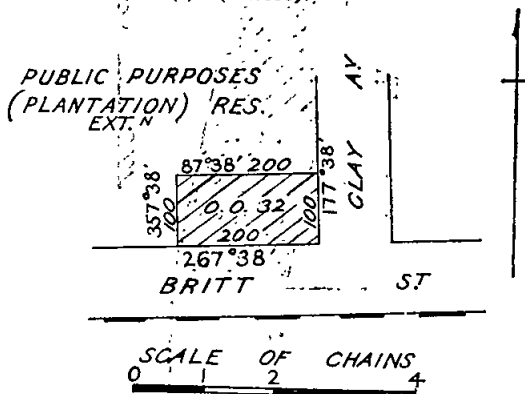 PUBLIC PURPOSES
(PLANTATION) RES.
EXT.N
AV
CLAY
87°38' 200
357°38'
100
0.0.32
100
177°38'
200
267°38'
BRITT ST
SCALE OF CHAINS
0 1 2 4